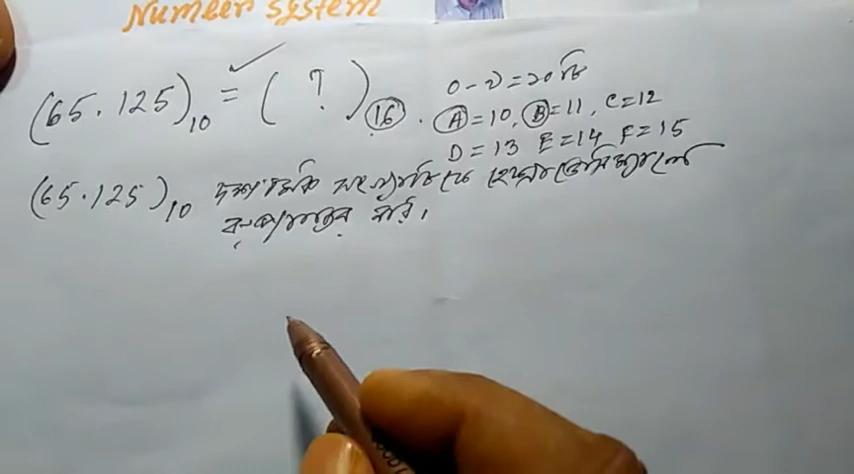 Number System
(65.125)₁₀ = ( ? )₁₆ .
০-৯=১০টি
A=10, B=11, C=12
D=13 E=14 F=15
(65.125)₁₀ দশমিক সংখ্যাটিকে হেক্সাডেসিমালে
রূপান্তর করি।